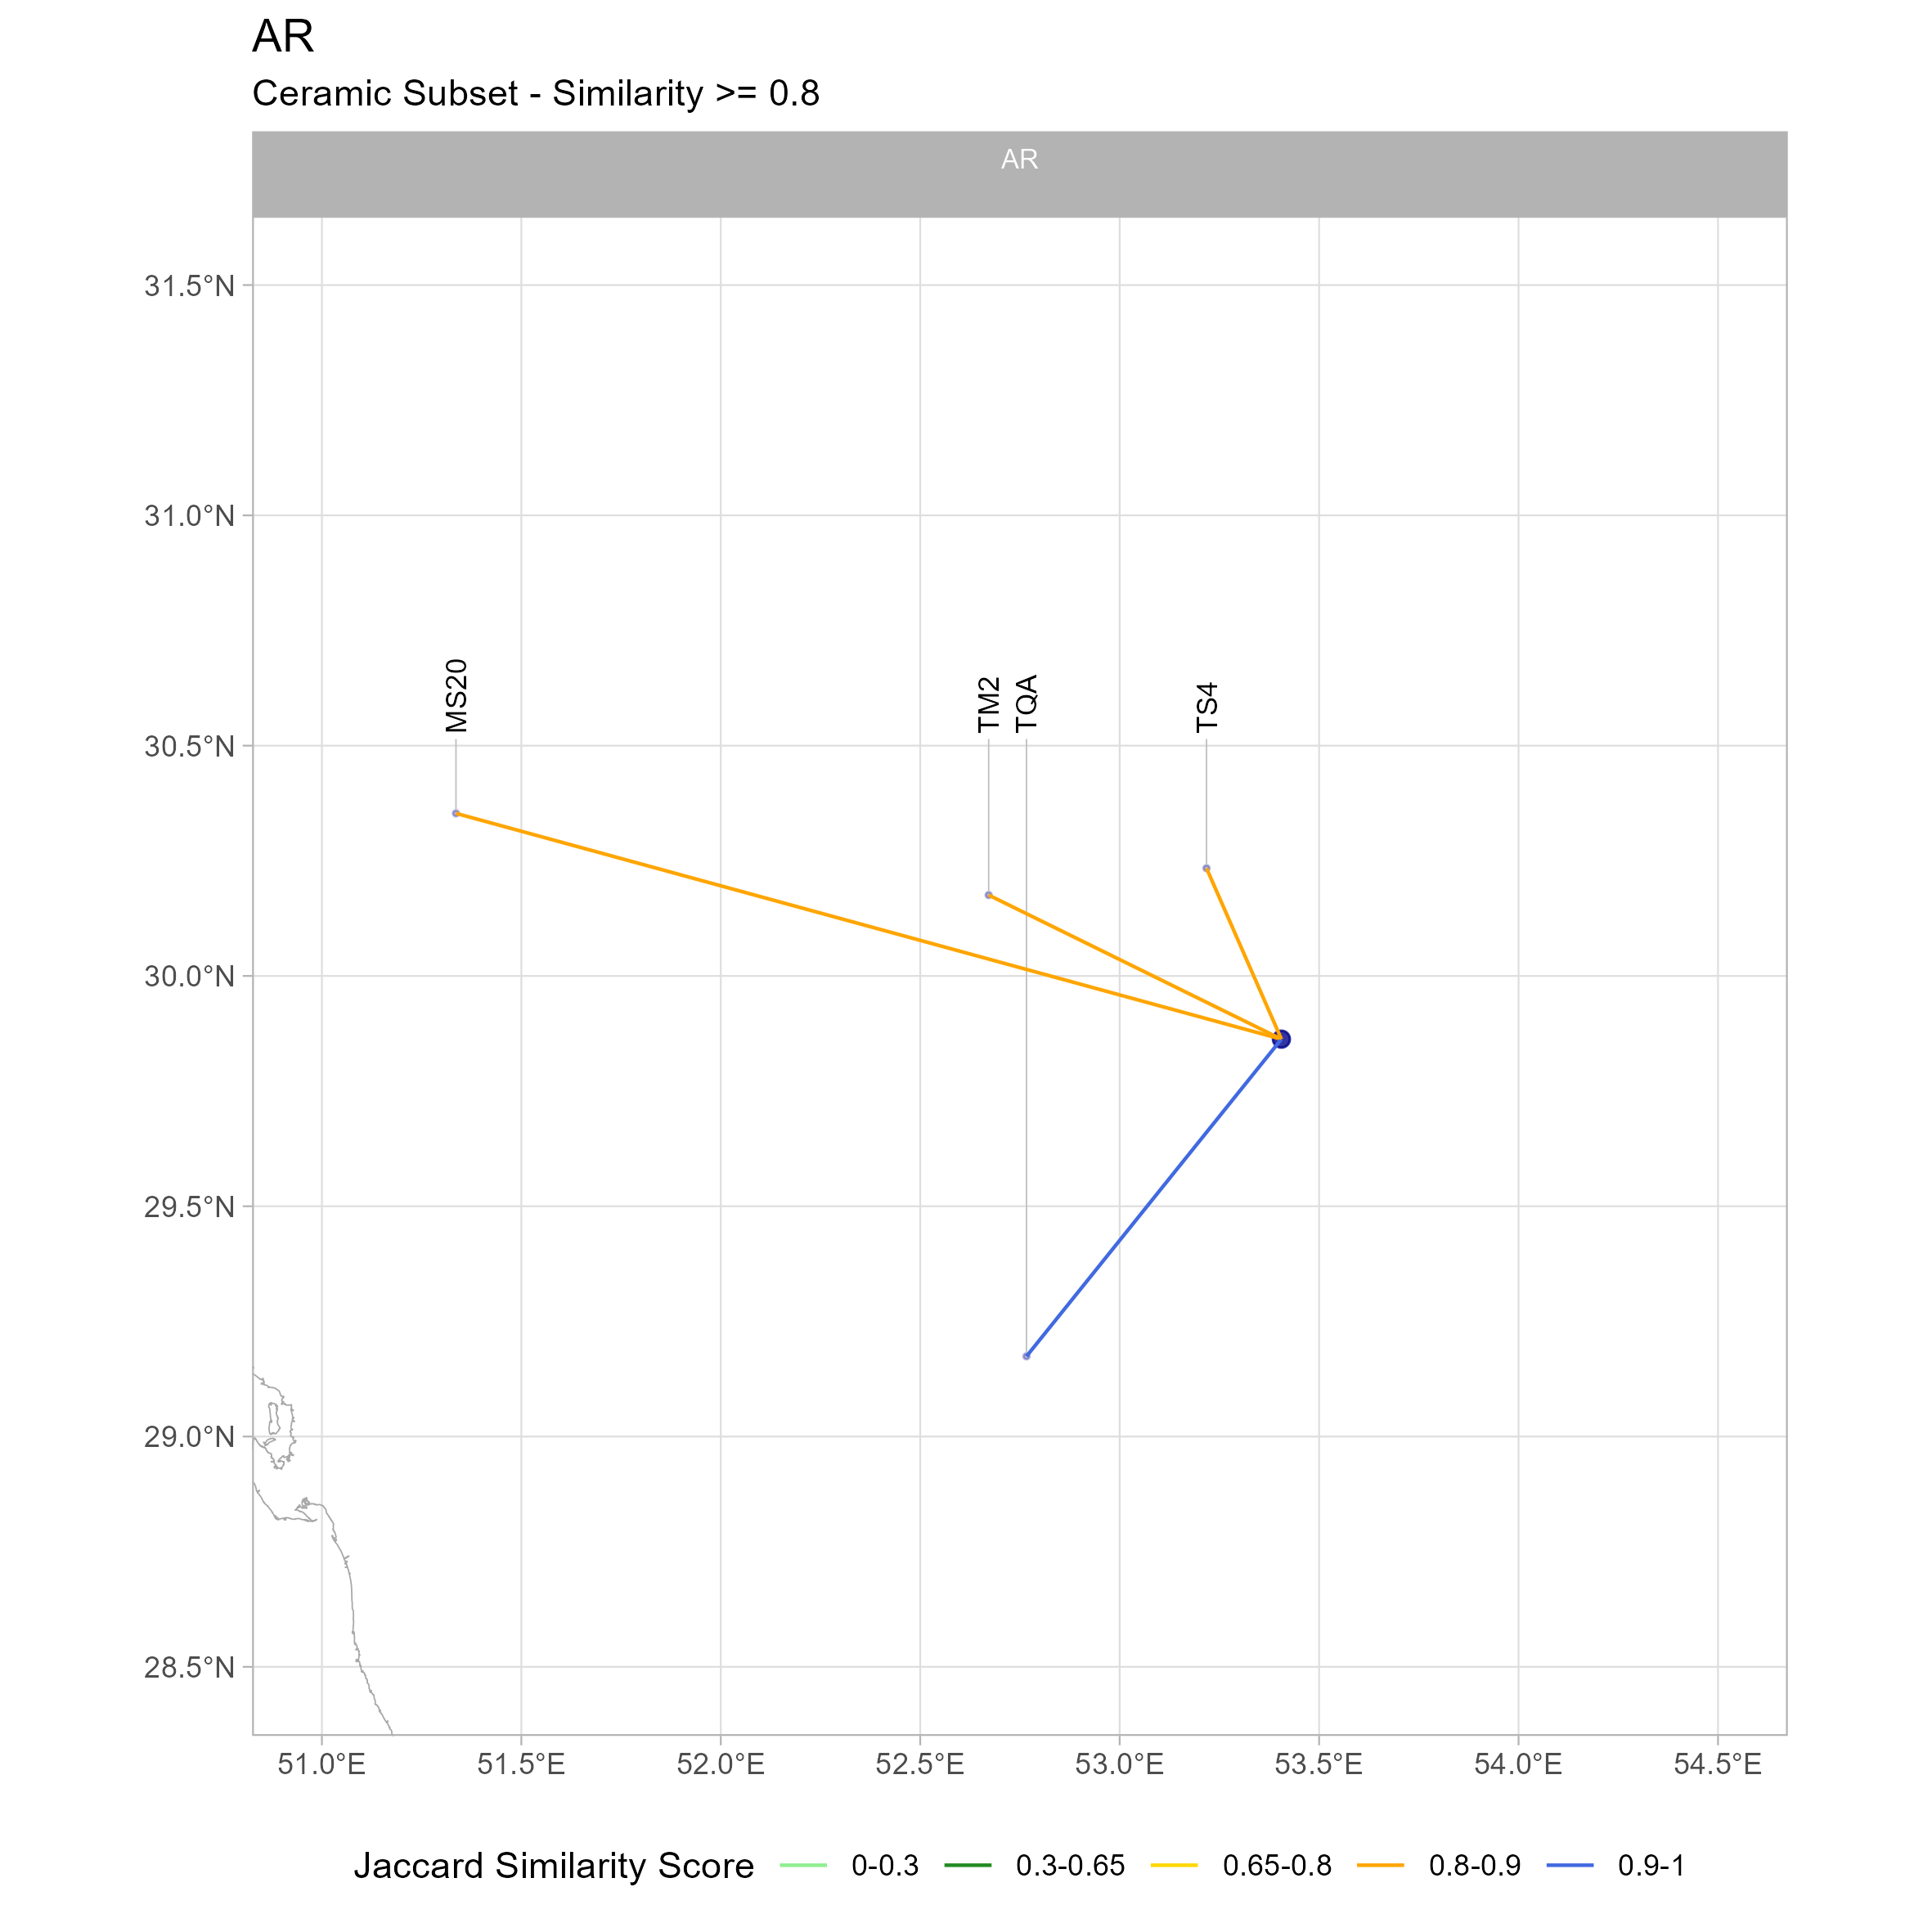 AR
Ceramic Subset - Similarity >= 0.8
AR
31.5°N
31.0°N
30.5°N
30.0°N
29.5°N
29.0°N
28.5°N
MS20
TM2
TQA
TS4
51.0°E 51.5°E 52.0°E 52.5°E 53.0°E 53.5°E 54.0°E 54.5°E
Jaccard Similarity Score 0-0.3 0.3-0.65 0.65-0.8 0.8-0.9 0.9-1